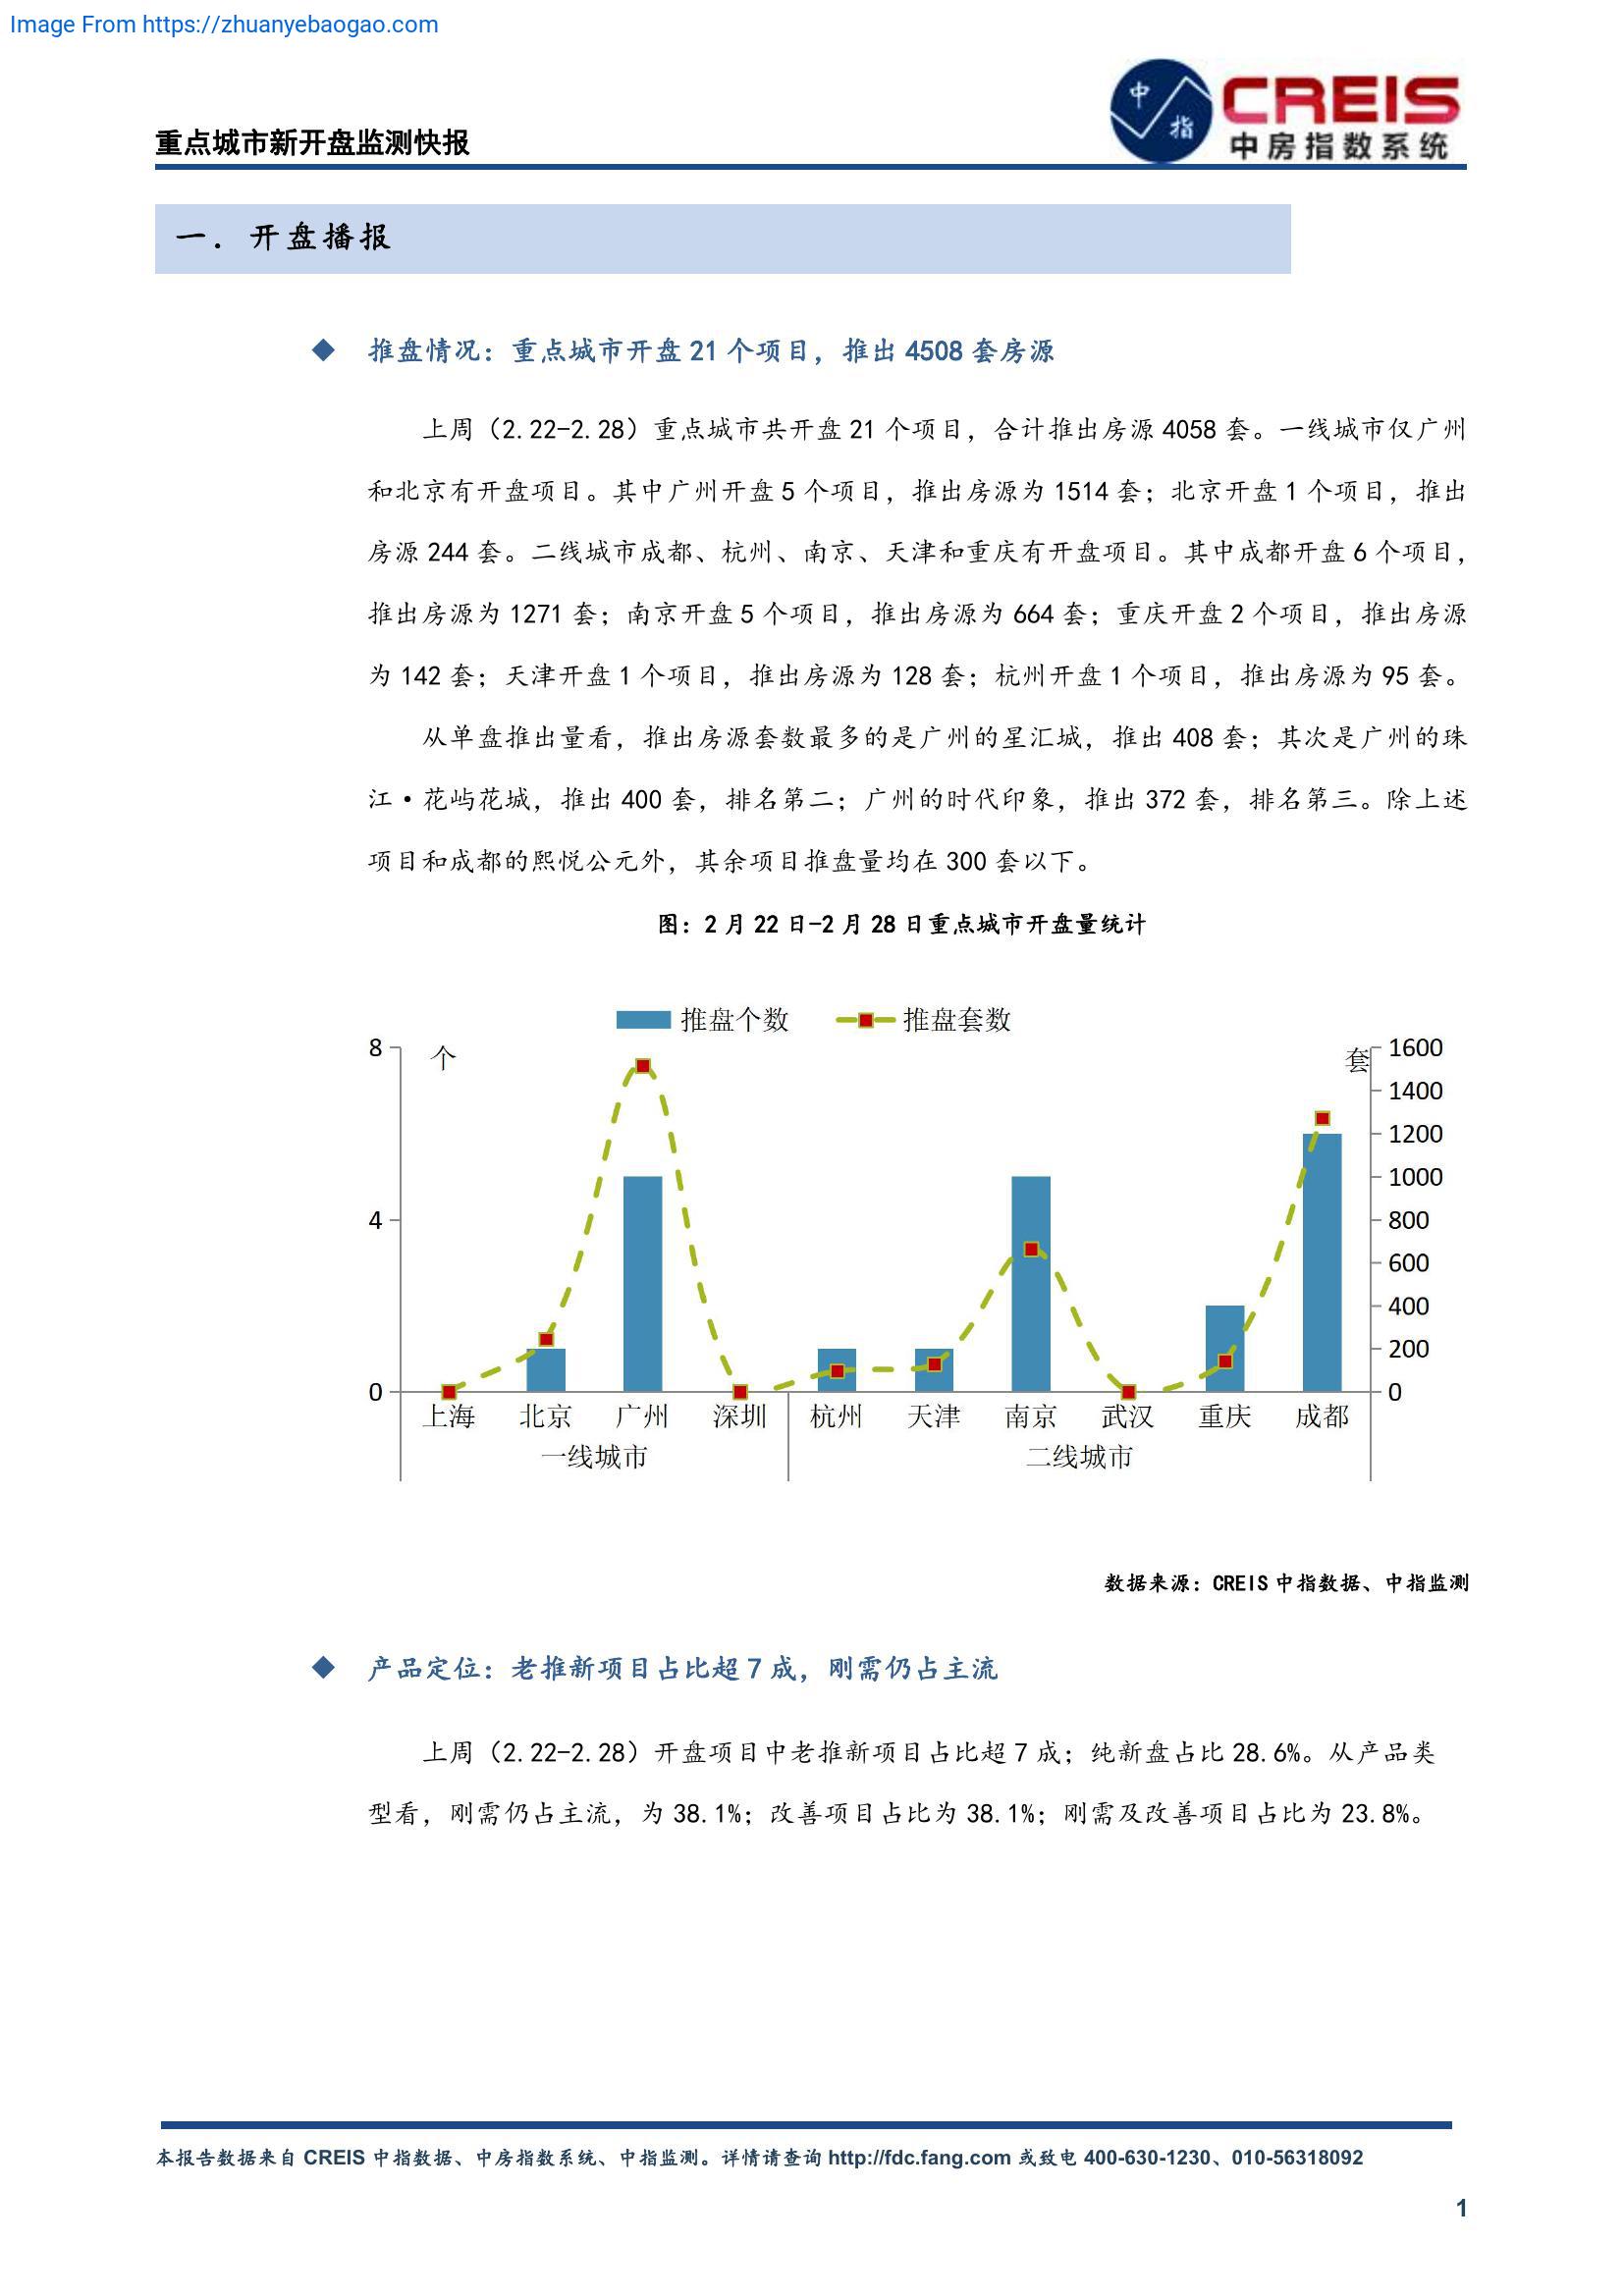 Image From https://zhuanyebaogao.com
中 指
CREIS
中房指数系统
重点城市新开盘监测快报
一. 开盘播报
◆ 推盘情况：重点城市开盘 21 个项目，推出 4508 套房源
上周（2.22-2.28）重点城市共开盘 21 个项目，合计推出房源 4058 套。一线城市仅广州
和北京有开盘项目。其中广州开盘 5 个项目，推出房源为 1514 套；北京开盘 1 个项目，推出
房源 244 套。二线城市成都、杭州、南京、天津和重庆有开盘项目。其中成都开盘 6 个项目，
推出房源为 1271 套；南京开盘 5 个项目，推出房源为 664 套；重庆开盘 2 个项目，推出房源
为 142 套；天津开盘 1 个项目，推出房源为 128 套；杭州开盘 1 个项目，推出房源为 95 套。
从单盘推出量看，推出房源套数最多的是广州的星汇城，推出 408 套；其次是广州的珠
江·花屿花城，推出 400 套，排名第二；广州的时代印象，推出 372 套，排名第三。除上述
项目和成都的熙悦公元外，其余项目推盘量均在 300 套以下。
图：2 月 22 日-2 月 28 日重点城市开盘量统计
推盘个数 推盘套数
个 套
8
4
0
1600
1400
1200
1000
800
600
400
200
0
上海 北京 广州 深圳 杭州 天津 南京 武汉 重庆 成都
一线城市 二线城市
数据来源：CREIS 中指数据、中指监测
◆ 产品定位：老推新项目占比超 7 成，刚需仍占主流
上周（2.22-2.28）开盘项目中老推新项目占比超 7 成；纯新盘占比 28.6%。从产品类
型看，刚需仍占主流，为 38.1%；改善项目占比为 38.1%；刚需及改善项目占比为 23.8%。
本报告数据来自 CREIS 中指数据、中房指数系统、中指监测。详情请查询 http://fdc.fang.com 或致电 400-630-1230、010-56318092
1